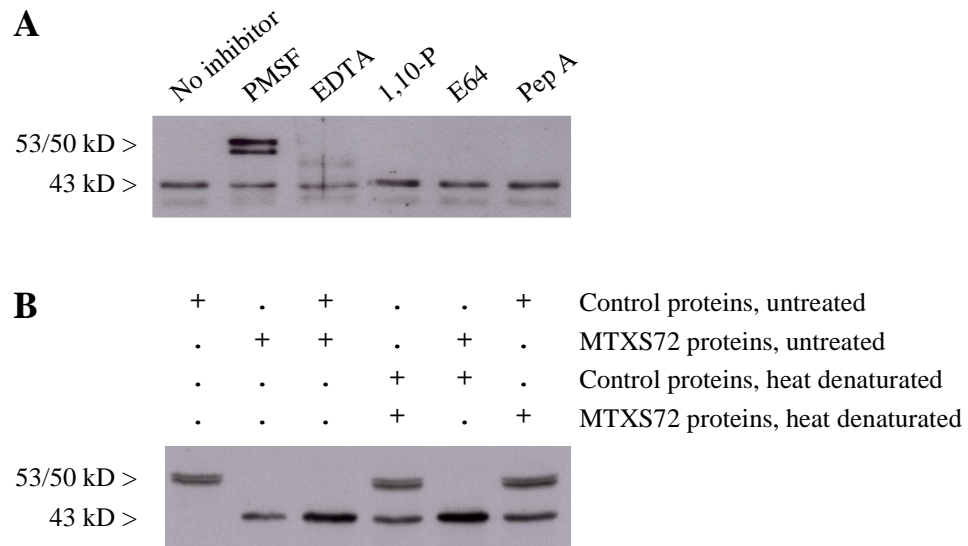 A
No inhibitor PMSF EDTA 1,10-P E64 Pep A
53/50 kD >
43 kD >
B
+ . + . . + Control proteins, untreated
. + + . + . MTXS72 proteins, untreated
. . . + + . Control proteins, heat denaturated
. . . + . + MTXS72 proteins, heat denaturated
53/50 kD >
43 kD >